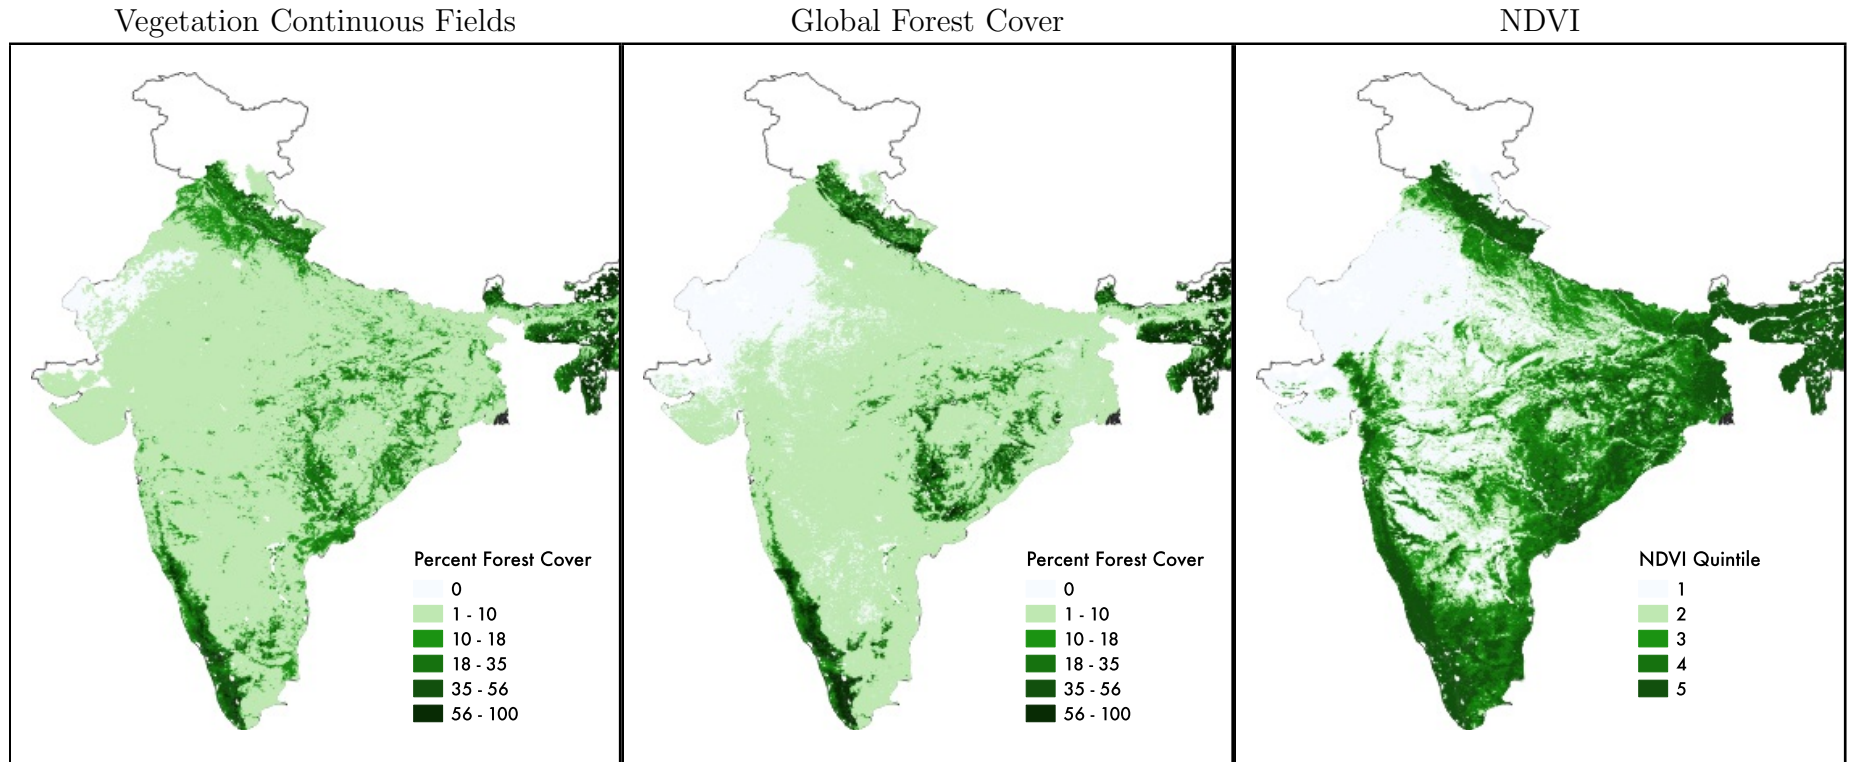 Vegetation Continuous Fields
Global Forest Cover
NDVI
Percent Forest Cover
0
1 - 10
10 - 18
18 - 35
35 - 56
56 - 100
Percent Forest Cover
0
1 - 10
10 - 18
18 - 35
35 - 56
56 - 100
NDVI Quintile
1
2
3
4
5